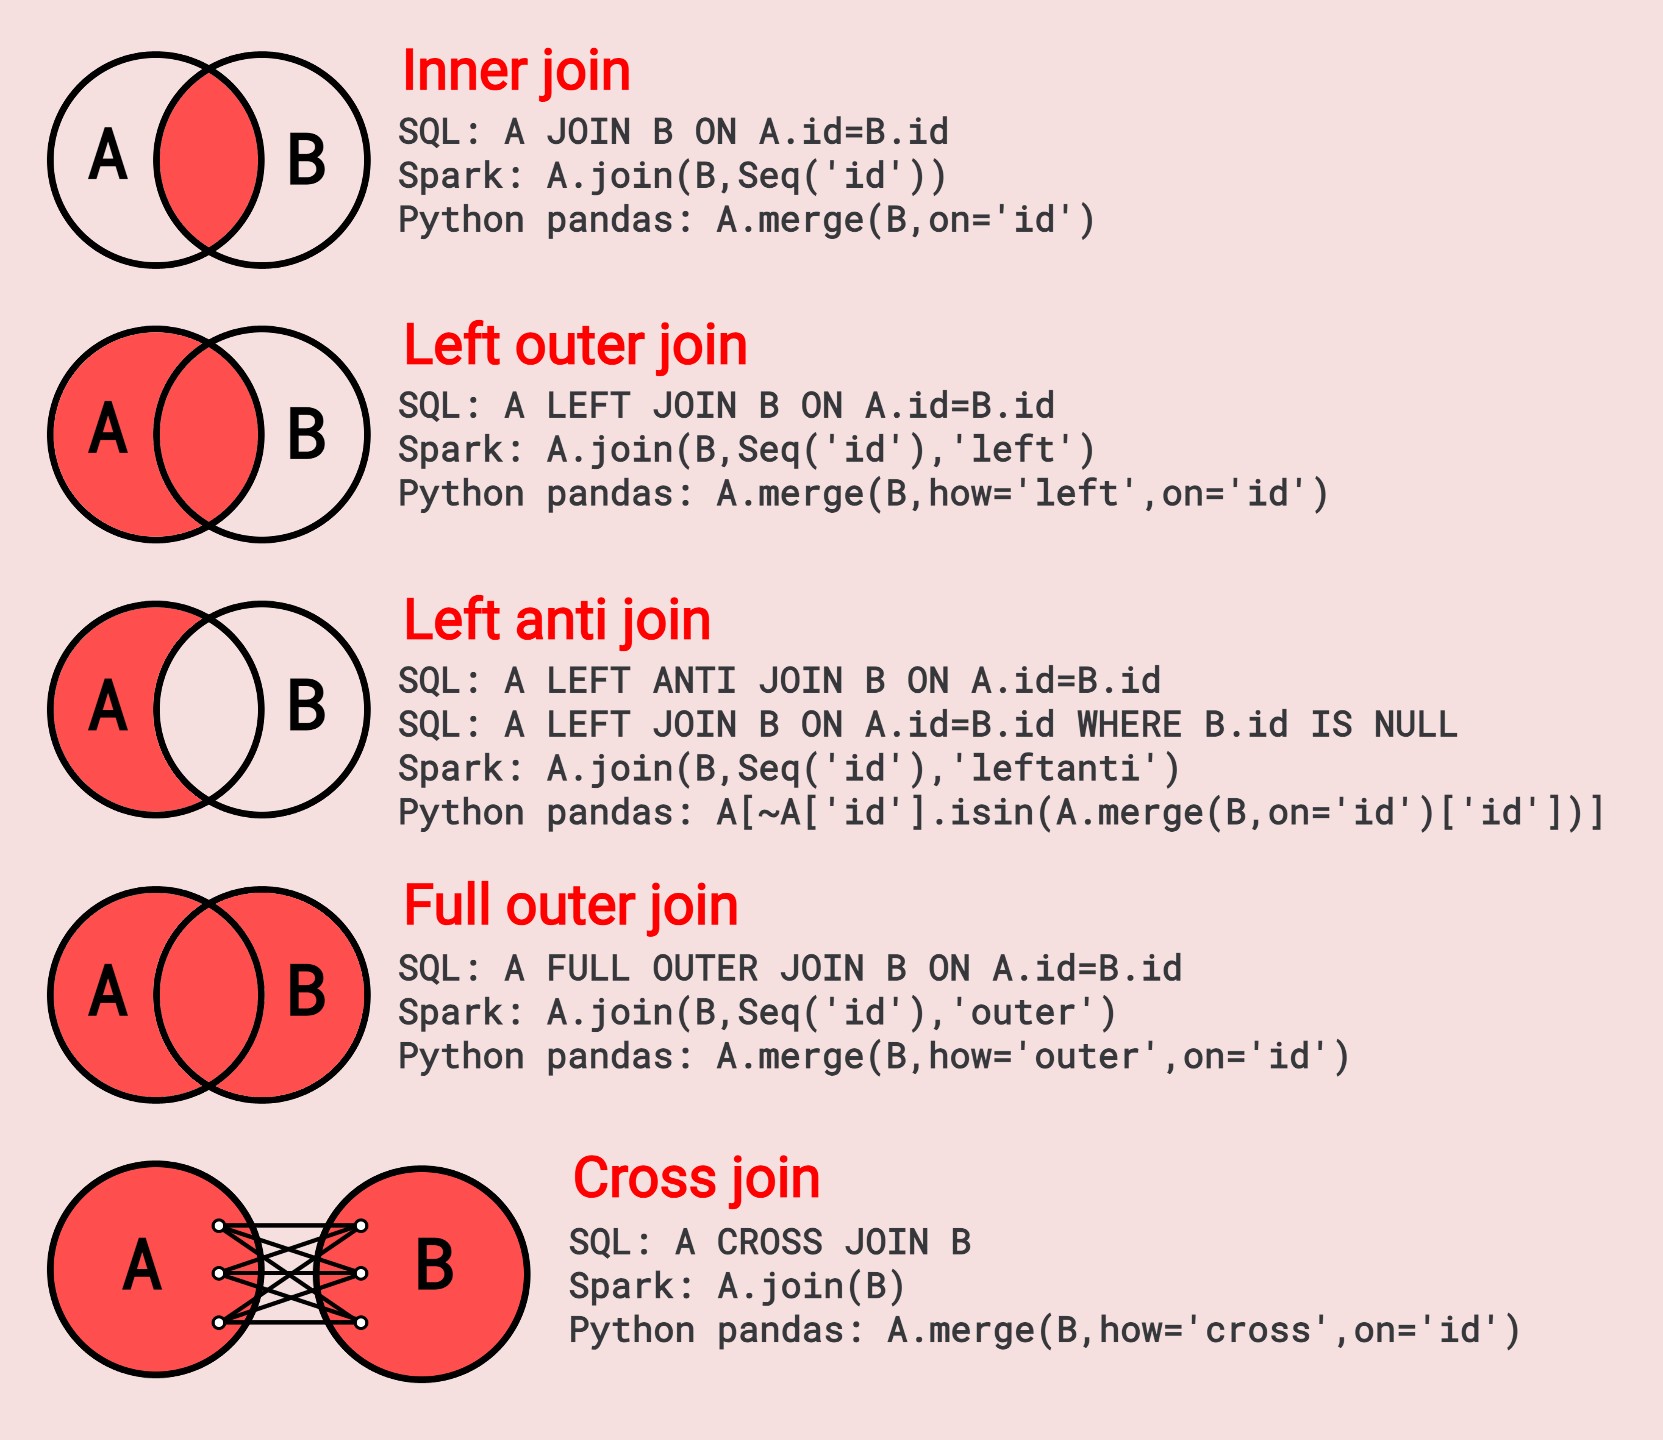 A B
Inner join
SQL: A JOIN B ON A.id=B.id
Spark: A.join(B,Seq('id'))
Python pandas: A.merge(B,on='id')
A B
Left outer join
SQL: A LEFT JOIN B ON A.id=B.id
Spark: A.join(B,Seq('id'),'left')
Python pandas: A.merge(B,how='left',on='id')
A B
Left anti join
SQL: A LEFT ANTI JOIN B ON A.id=B.id
SQL: A LEFT JOIN B ON A.id=B.id WHERE B.id IS NULL
Spark: A.join(B,Seq('id'),'leftanti')
Python pandas: A[~A['id'].isin(A.merge(B,on='id')['id'])]
A B
Full outer join
SQL: A FULL OUTER JOIN B ON A.id=B.id
Spark: A.join(B,Seq('id'),'outer')
Python pandas: A.merge(B,how='outer',on='id')
A B
Cross join
SQL: A CROSS JOIN B
Spark: A.join(B)
Python pandas: A.merge(B,how='cross',on='id')